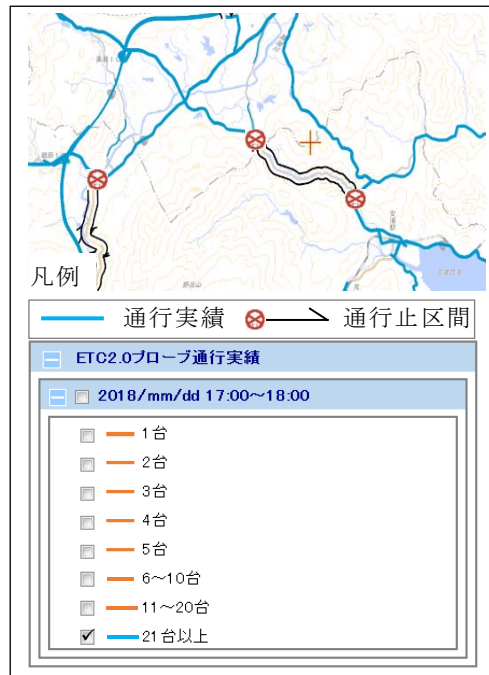 凡例
通行実績 通行止区間
ETC2.0プローブ通行実績
2018/mm/dd 17:00～18:00
1台
2台
3台
4台
5台
6～10台
11～20台
21台以上